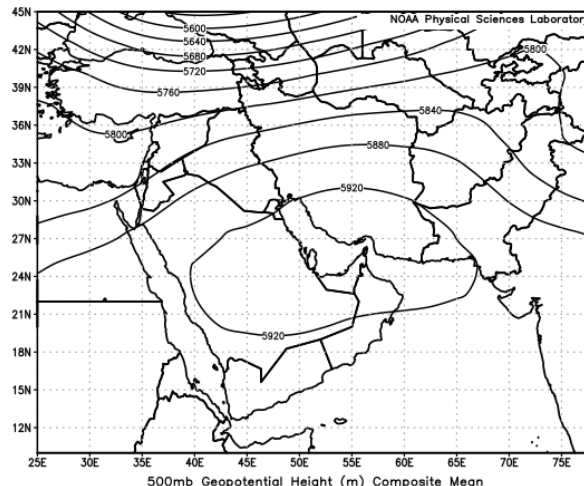 NOAA Physical Sciences Laborator
45N
42N
39N
36N
33N
30N
27N
24N
21N
18N
15N
12N
5600
5640
5680
5720
5760
5800
5800
5840
5880
5920
5920
25E 30E 35E 40E 45E 50E 55E 60E 65E 70E 75E
500mb Geopotential Height (m) Composite Mean